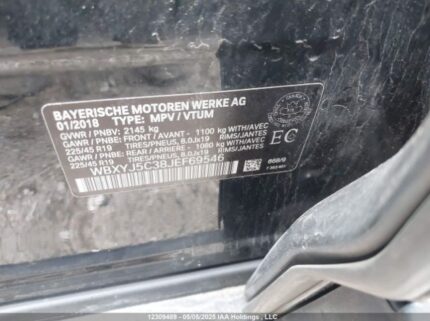 BAYERISCHE MOTOREN WERKE AG
01/2018 TYPE: MPV / VTUM
GVWR / PNBV: 2145 kg
GAWR / PNBE: FRONT / AVANT - 1100 kg WITH/AVEC
225/45 R19 TIRES/PNEUS, 8.0Jx19 RIMS/JANTES
GAWR / PNBE: REAR / ARRIERE - 1080 kg WITH/AVEC
225/45 R19 TIRES/PNEUS, 8.0Jx19 RIMS/JANTES
EC
WBXYJ5C38JEF69546
12309489 - 05/05/2025 IAA Holdings, LLC